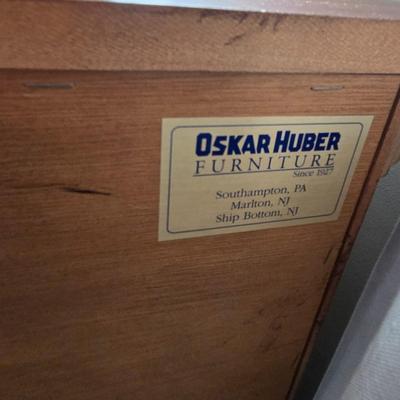 OSKAR HUBER
FURNITURE
Since 1927
Southampton, PA
Marlton, NJ
Ship Bottom, NJ